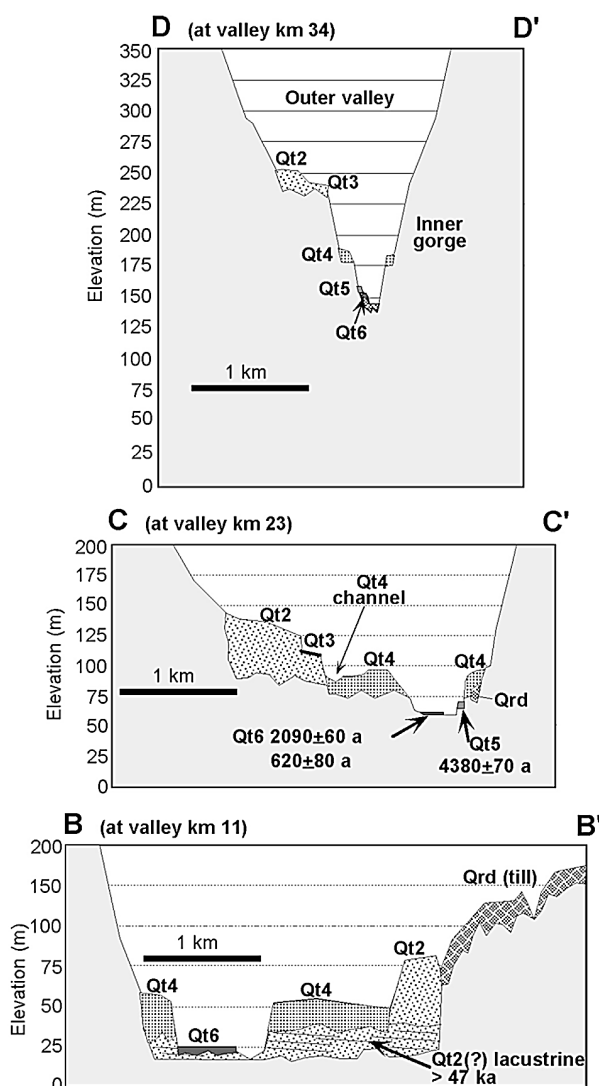 D (at valley km 34) D'
350
325
300
275
250
225
200
175
150
125
100
75
50
25
0
Elevation (m)
Outer valley
Qt2
Qt3
Inner
gorge
Qt4
Qt5
Qt6
1 km
C (at valley km 23) C'
200
175
150
125
100
75
50
25
0
Elevation (m)
Qt4
channel
Qt2
Qt3
Qt4
Qt4
1 km
Qrd
Qt6 2090±60 a
620±80 a
Qt5
4380±70 a
B (at valley km 11) B'
200
150
100
75
50
25
0
Elevation (m)
Qrd (till)
1 km
Qt2
Qt4
Qt4
Qt6
Qt2(?) lacustrine
> 47 ka